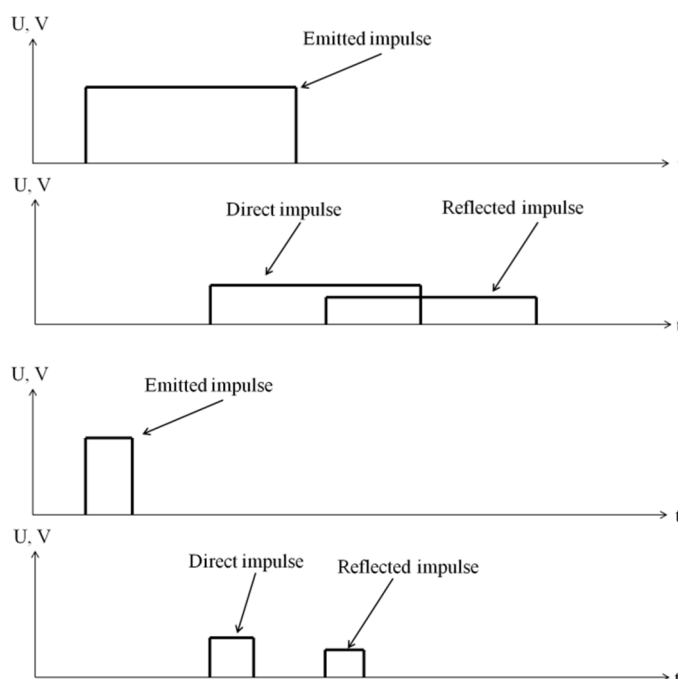 U, V
Emitted impulse
U, V
Direct impulse
Reflected impulse
t
U, V
Emitted impulse
t
U, V
Direct impulse
Reflected impulse
t